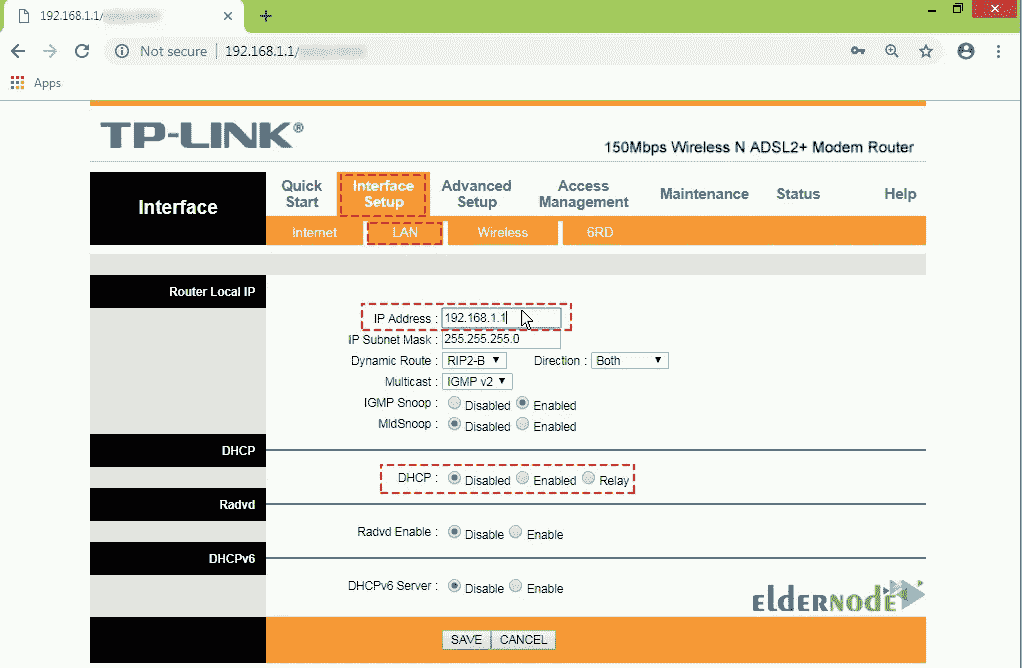 192.168.1.1/
Not secure 192.168.1.1/
Apps
TP-LINK®
150Mbps Wireless N ADSL2+ Modem Router
Interface
Quick Start
Interface Setup
Advanced Setup
Access Management
Maintenance
Status
Help
Internet LAN Wireless 6RD
Router Local IP
IP Address : 192.168.1.1
IP Subnet Mask : 255.255.255.0
Dynamic Route : RIP2-B Direction : Both
Multicast : IGMP v2
IGMP Snoop : Disabled Enabled
MldSnoop : Disabled Enabled
DHCP
DHCP : Disabled Enabled Relay
Radvd
Radvd Enable : Disable Enable
DHCPv6
DHCPv6 Server : Disable Enable
eldernode
SAVE CANCEL